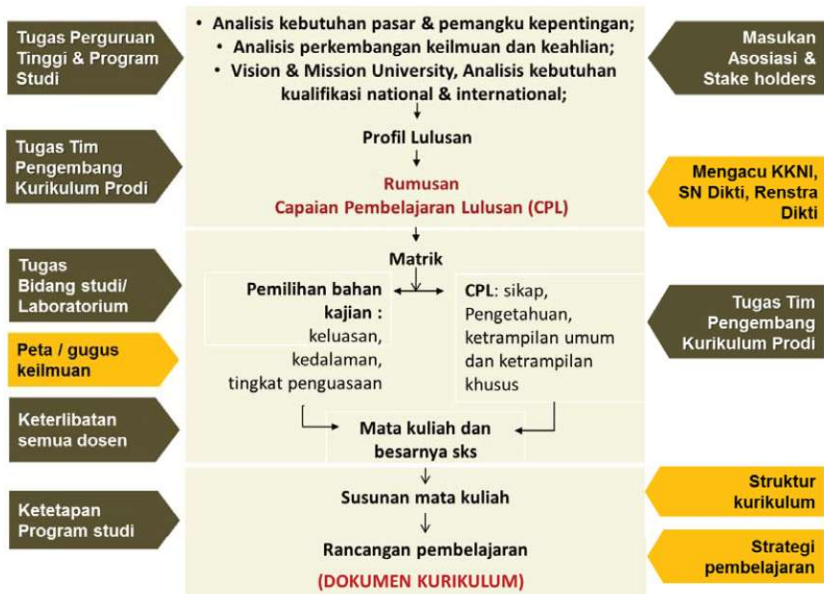 Tugas Perguruan
Tinggi & Program
Studi
• Analisis kebutuhan pasar & pemangku kepentingan;
• Analisis perkembangan keilmuan dan keahlian;
• Vision & Mission University, Analisis kebutuhan
kualifikasi national & international;
Masukan
Asosiasi &
Stake holders
Tugas Tim
Pengembang
Kurikulum Prodi
Profil Lulusan
Rumusan
Capaian Pembelajaran Lulusan (CPL)
Mengacu KKNI,
SN Dikti, Renstra
Dikti
Tugas
Bidang studi/
Laboratorium
Matrik
Pemilihan bahan
kajian :
keluasan,
kedalaman,
tingkat penguasaan
CPL: sikap,
Pengetahuan,
ketrampilan umum
dan ketrampilan
khusus
Tugas Tim
Pengembang
Kurikulum Prodi
Peta / gugus
keilmuan
Keterlibatan
semua dosen
Mata kuliah dan
besarnya sks
Ketetapan
Program studi
Susunan mata kuliah
Struktur
kurikulum
Rancangan pembelajaran
(DOKUMEN KURIKULUM)
Strategi
pembelajaran